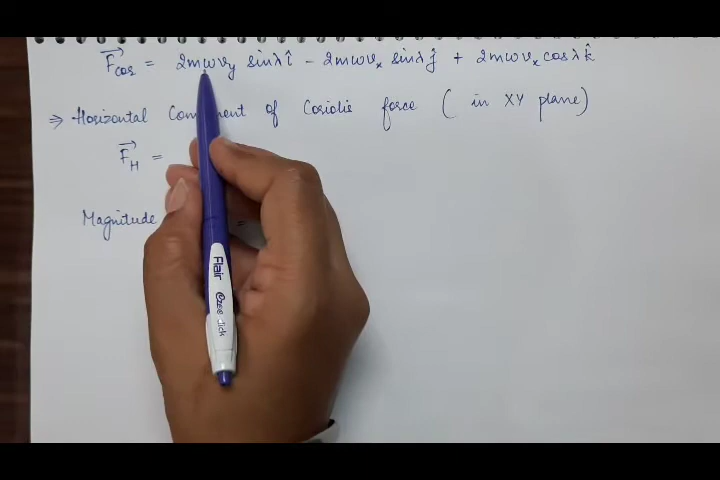 F⃗cos = 2mωvy sinλ î − 2mωvx sinλ ĵ + 2mωvx cosλ k̂
⇒ Horizontal Component of Coriolis force ( in XY plane)
F⃗H =
Magnitude =
Flair